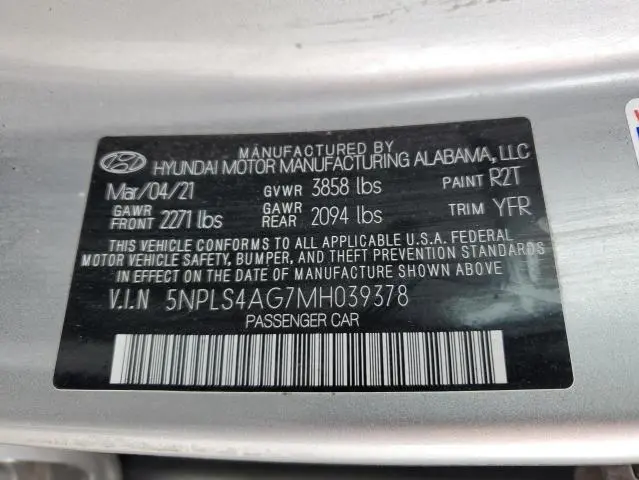 MANUFACTURED BY
HYUNDAI MOTOR MANUFACTURING ALABAMA, LLC
Mar/04/21 GVWR 3858 lbs PAINT R2T
GAWR FRONT 2271 lbs GAWR REAR 2094 lbs TRIM YFR
THIS VEHICLE CONFORMS TO ALL APPLICABLE U.S.A. FEDERAL
MOTOR VEHICLE SAFETY, BUMPER, AND THEFT PREVENTION STANDARDS
IN EFFECT ON THE DATE OF MANUFACTURE SHOWN ABOVE
V.I.N 5NPLS4AG7MH039378
PASSENGER CAR